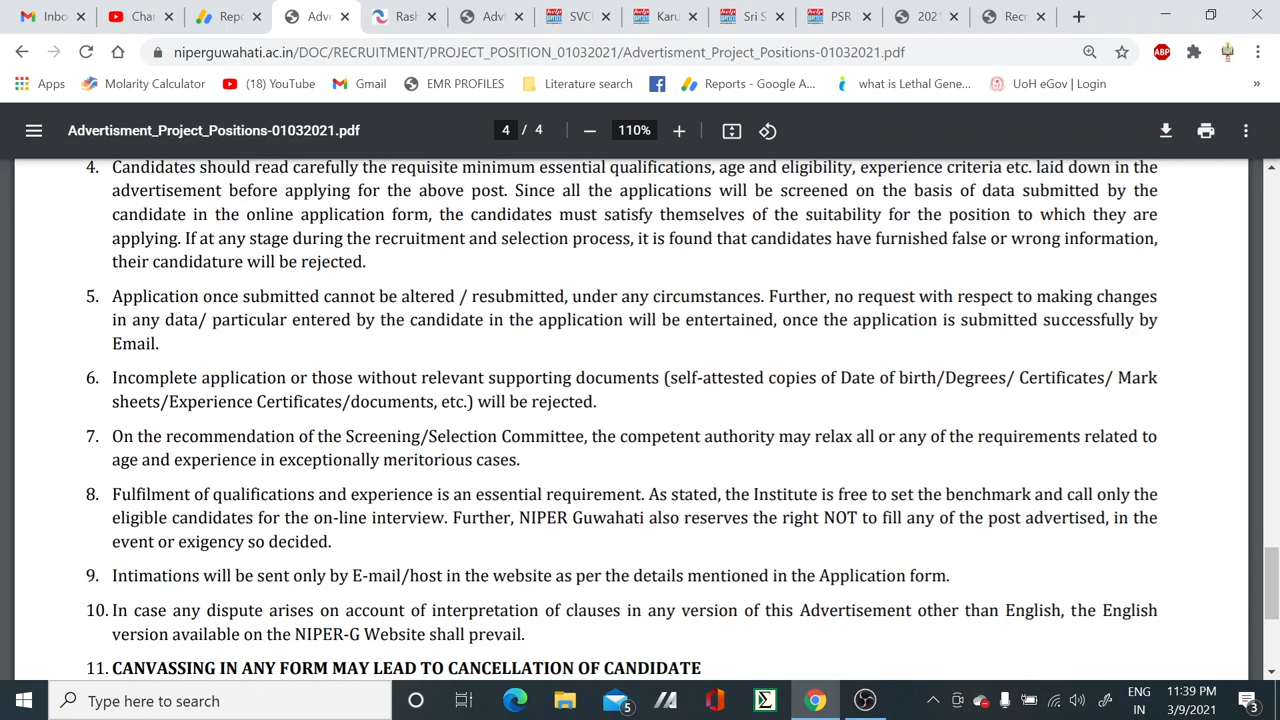 Inbo
Cha
Repo
Adve
Rash
Advt
SVCE
Karu
Sri S
PSR
202
Recr
niperguwahati.ac.in/DOC/RECRUITMENT/PROJECT_POSITION_01032021/Advertisment_Project_Positions-01032021.pdf
ABP
Apps
Molarity Calculator
(18) YouTube
Gmail
EMR PROFILES
Literature search
Reports - Google A...
what is Lethal Gene...
UoH eGov | Login
»
Advertisment_Project_Positions-01032021.pdf
4 / 4
110%
4. Candidates should read carefully the requisite minimum essential qualifications, age and eligibility, experience criteria etc. laid down in the
advertisement before applying for the above post. Since all the applications will be screened on the basis of data submitted by the
candidate in the online application form, the candidates must satisfy themselves of the suitability for the position to which they are
applying. If at any stage during the recruitment and selection process, it is found that candidates have furnished false or wrong information,
their candidature will be rejected.
5. Application once submitted cannot be altered / resubmitted, under any circumstances. Further, no request with respect to making changes
in any data/ particular entered by the candidate in the application will be entertained, once the application is submitted successfully by
Email.
6. Incomplete application or those without relevant supporting documents (self-attested copies of Date of birth/Degrees/ Certificates/ Mark
sheets/Experience Certificates/documents, etc.) will be rejected.
7. On the recommendation of the Screening/Selection Committee, the competent authority may relax all or any of the requirements related to
age and experience in exceptionally meritorious cases.
8. Fulfilment of qualifications and experience is an essential requirement. As stated, the Institute is free to set the benchmark and call only the
eligible candidates for the on-line interview. Further, NIPER Guwahati also reserves the right NOT to fill any of the post advertised, in the
event or exigency so decided.
9. Intimations will be sent only by E-mail/host in the website as per the details mentioned in the Application form.
10. In case any dispute arises on account of interpretation of clauses in any version of this Advertisement other than English, the English
version available on the NIPER-G Website shall prevail.
11. CANVASSING IN ANY FORM MAY LEAD TO CANCELLATION OF CANDIDATE
Type here to search
5
ENG
IN
11:39 PM
3/9/2021
3